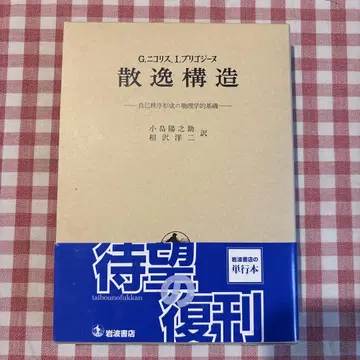 G.ニコリス、I.プリゴジーヌ
散逸構造
―自己秩序形成の物理学的基礎―
小畠陽之助
相沢洋二
訳
待望の復刊
taibounofukkan
岩波書店の
単行本
岩波書店